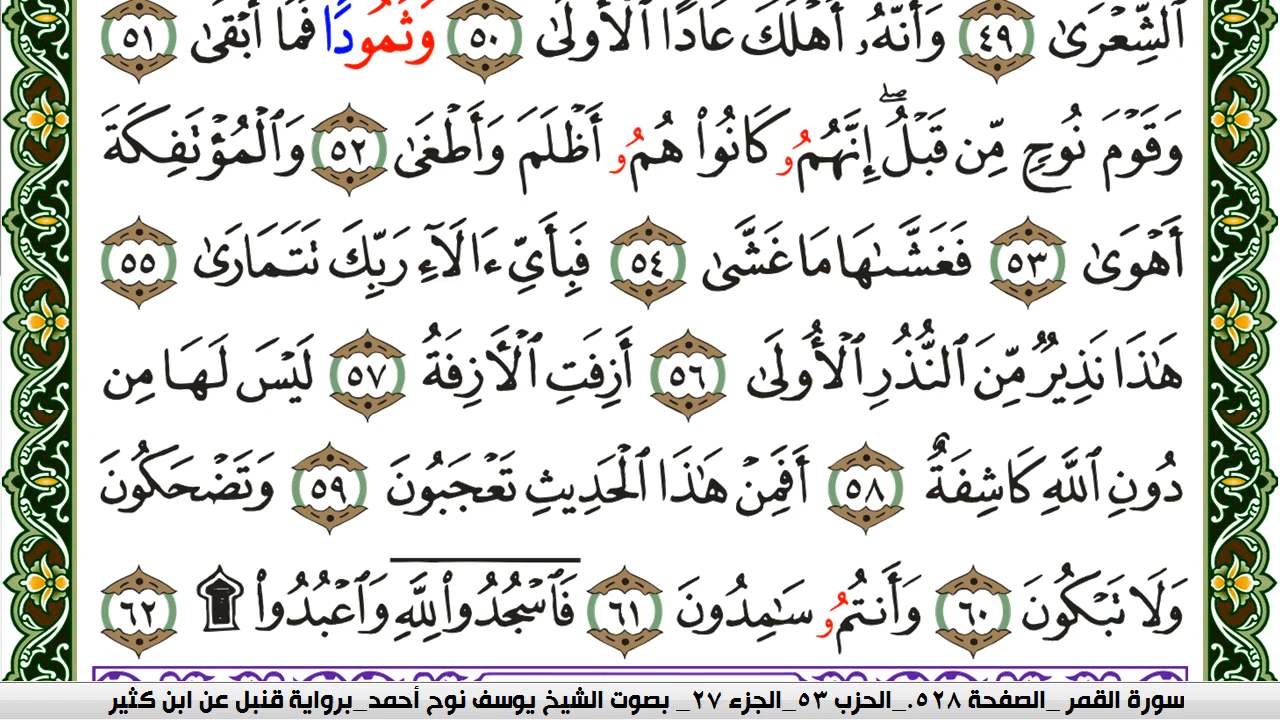 ٱلشِّعْرَىٰ ٤٩ وَأَنَّهُۥ أَهْلَكَ عَادًا ٱلْأُولَىٰ ٥٠ وَثَمُودًا فَمَا أَبْقَىٰ ٥١
وَقَوْمَ نُوحٍ مِّن قَبْلُ ۖ إِنَّهُمُو كَانُواْ هُمُو أَظْلَمَ وَأَطْغَىٰ ٥٢ وَٱلْمُؤْتَفِكَةَ
أَهْوَىٰ ٥٣ فَغَشَّىٰهَا مَا غَشَّىٰ ٥٤ فَبِأَيِّ ءَالَآءِ رَبِّكَ تَتَمَارَىٰ ٥٥
هَٰذَا نَذِيرٌ مِّنَ ٱلنُّذُرِ ٱلْأُولَىٰ ٥٦ أَزِفَتِ ٱلْأَزِفَةُ ٥٧ لَيْسَ لَهَا مِن
دُونِ ٱللَّهِ كَاشِفَةٌ ٥٨ أَفَمِنْ هَٰذَا ٱلْحَدِيثِ تَعْجَبُونَ ٥٩ وَتَضْحَكُونَ
وَلَا تَبْكُونَ ٦٠ وَأَنتُمُو سَٰمِدُونَ ٦١ فَٱسْجُدُواْ لِلَّهِ وَٱعْبُدُواْ ۩ ٦٢
سورة القمر _الصفحة ٥٢٨._الحزب ٥٣_الجزء ٢٧_ بصوت الشيخ يوسف نوح أحمد_برواية قنبل عن ابن كثير